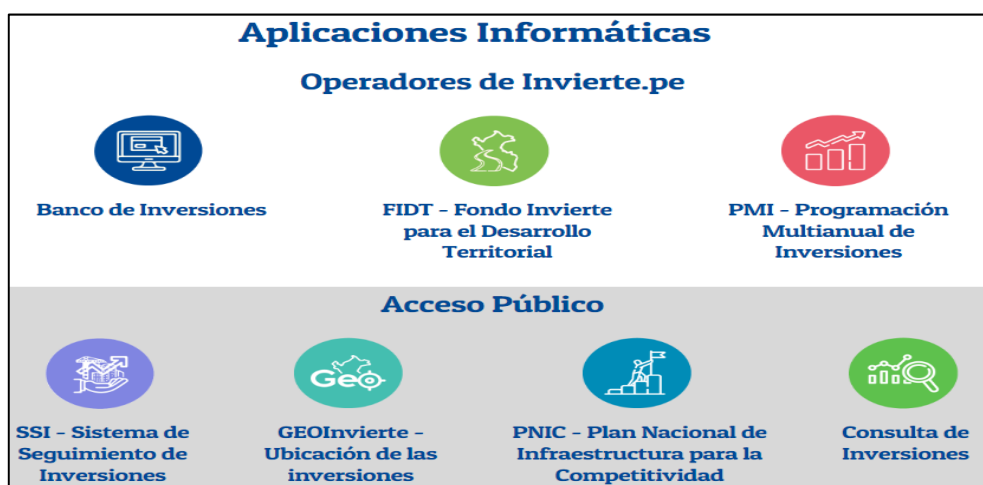 Aplicaciones Informáticas
Operadores de Invierte.pe
Banco de Inversiones
FIDT - Fondo Invierte
para el Desarrollo
Territorial
PMI - Programación
Multianual de
Inversiones
Acceso Público
Geo
SSI - Sistema de
Seguimiento de
Inversiones
GEOInvierte -
Ubicación de las
inversiones
PNIC - Plan Nacional de
Infraestructura para la
Competitividad
Consulta de
Inversiones